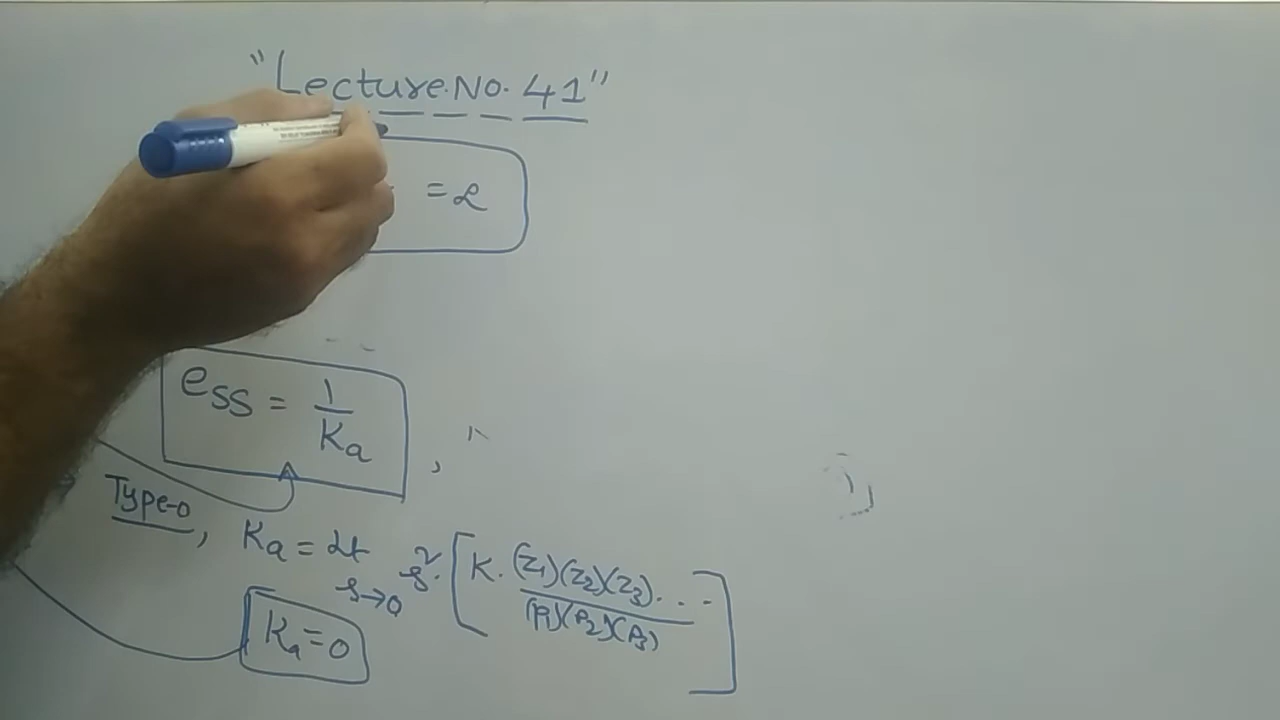 "Lecture.No. 41"
= L
ess = 1/Ka ,
Type-0, Ka = Lt s→0 s². [K. (z1)(z2)(z3)... / (p1)(p2)(p3)]
Ka = 0